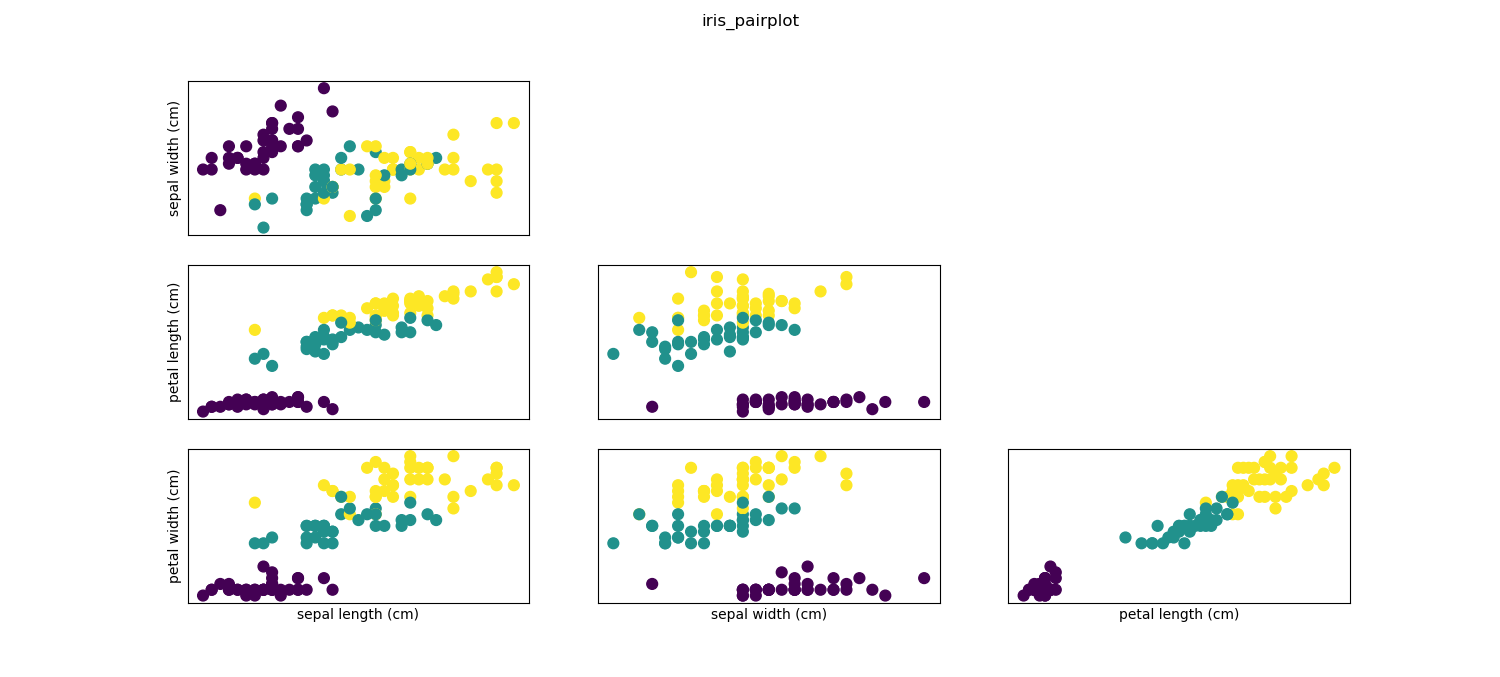 iris_pairplot
sepal width (cm)
petal length (cm)
petal width (cm)
sepal length (cm)
sepal width (cm)
petal length (cm)